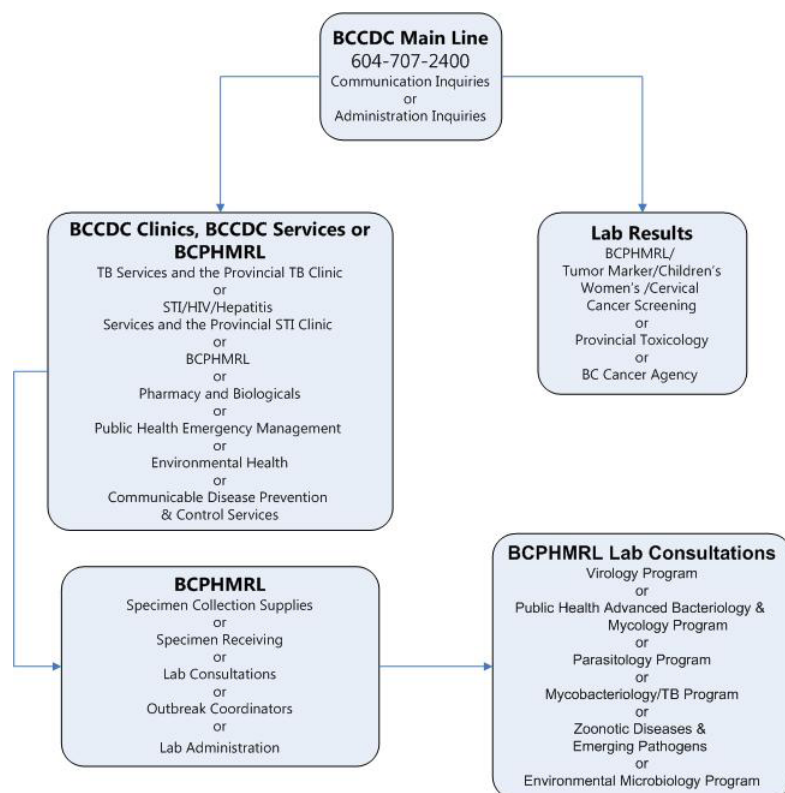 BCCDC Main Line
604-707-2400
Communication Inquiries
or
Administration Inquiries
BCCDC Clinics, BCCDC Services or
BCPHMRL
TB Services and the Provincial TB Clinic
or
STI/HIV/Hepatitis
Services and the Provincial STI Clinic
or
BCPHMRL
or
Pharmacy and Biologicals
or
Public Health Emergency Management
or
Environmental Health
or
Communicable Disease Prevention
& Control Services
Lab Results
BCPHMRL/
Tumor Marker/Children's
Women's /Cervical
Cancer Screening
or
Provincial Toxicology
or
BC Cancer Agency
BCPHMRL
Specimen Collection Supplies
or
Specimen Receiving
or
Lab Consultations
or
Outbreak Coordinators
or
Lab Administration
BCPHMRL Lab Consultations
Virology Program
or
Public Health Advanced Bacteriology &
Mycology Program
or
Parasitology Program
or
Mycobacteriology/TB Program
or
Zoonotic Diseases &
Emerging Pathogens
or
Environmental Microbiology Program